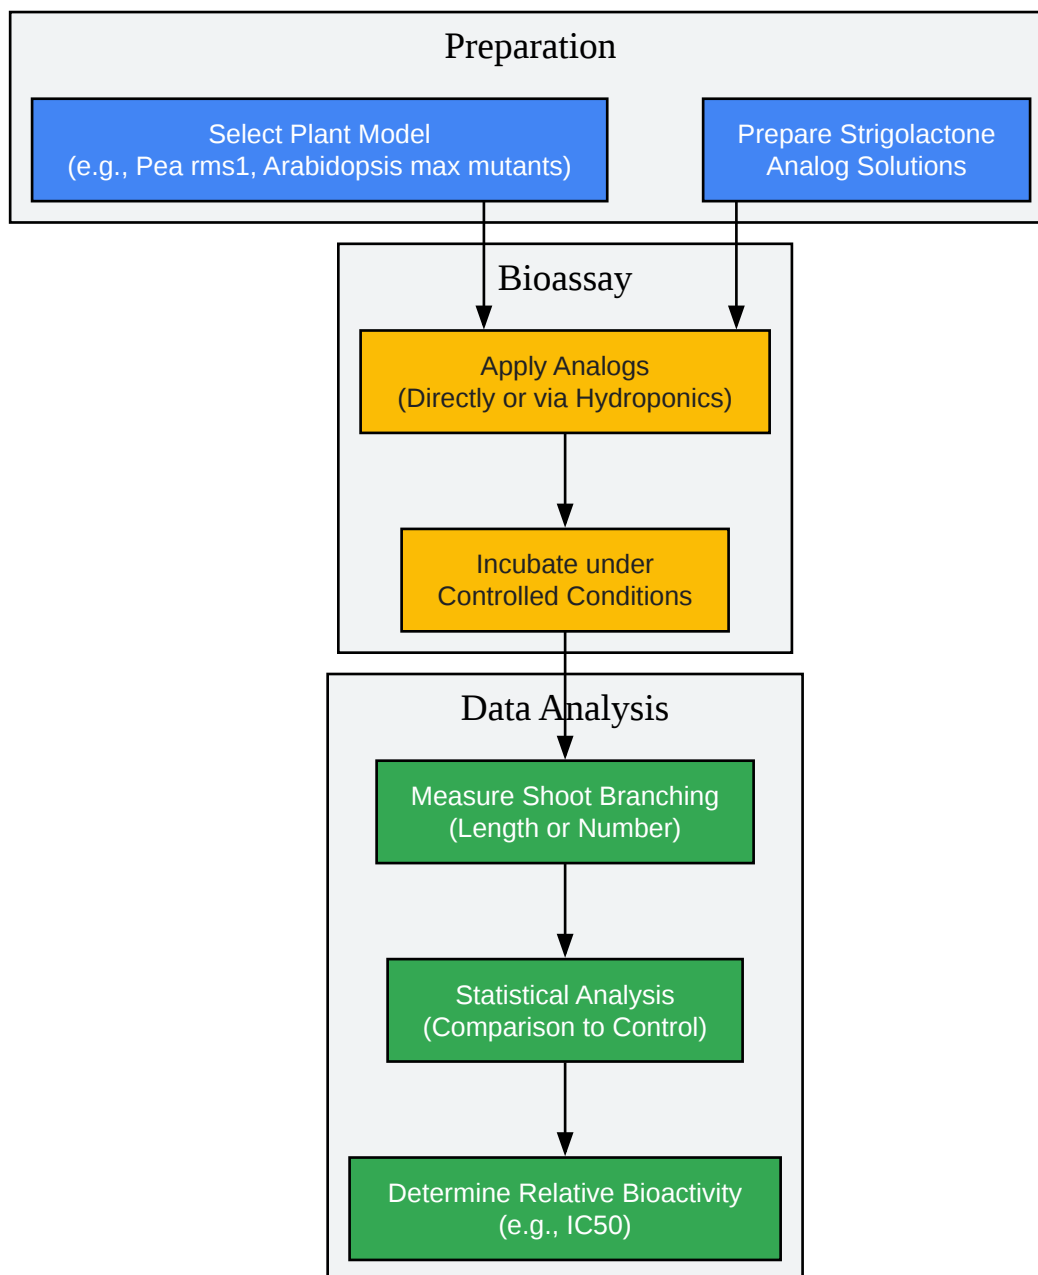 Preparation
Select Plant Model
(e.g., Pea rms1, Arabidopsis max mutants)
Prepare Strigolactone
Analog Solutions
Bioassay
Apply Analogs
(Directly or via Hydroponics)
Incubate under
Controlled Conditions
Data Analysis
Measure Shoot Branching
(Length or Number)
Statistical Analysis
(Comparison to Control)
Determine Relative Bioactivity
(e.g., IC50)